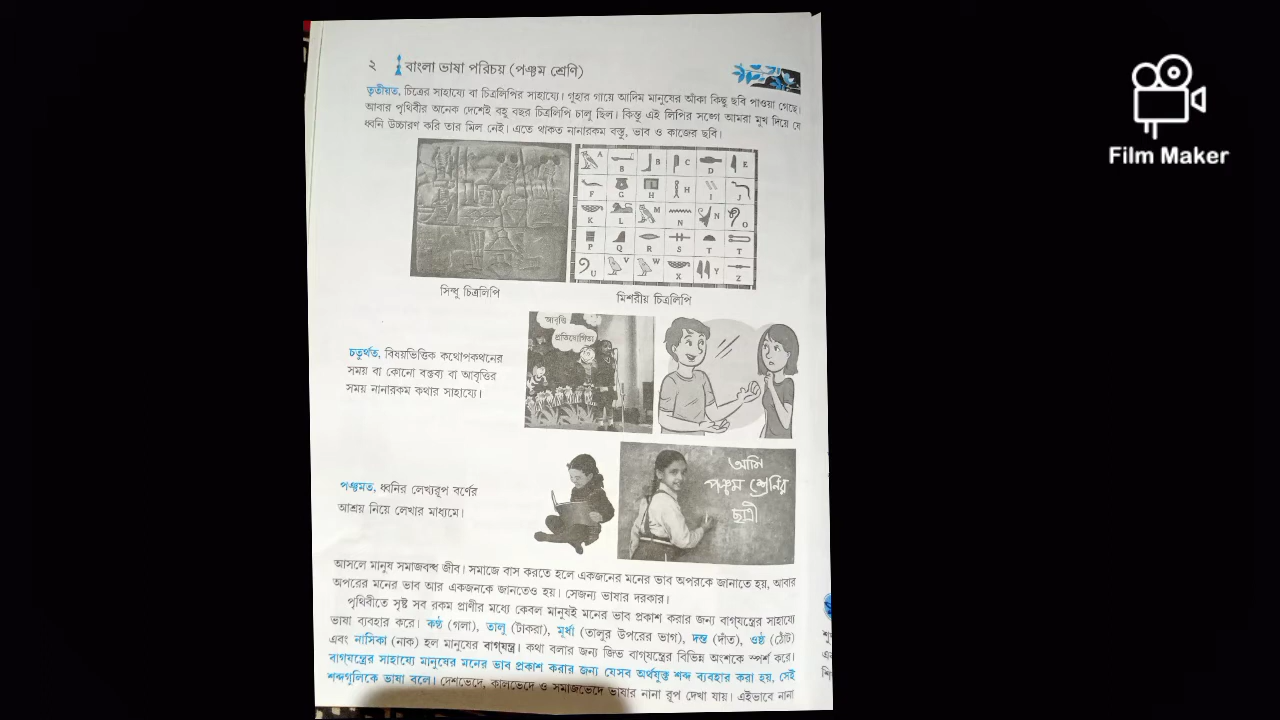 ২ বাংলা ভাষা পরিচয় (পঞ্চম শ্রেণি)
তৃতীয়ত, চিত্রের সাহায্যে বা চিত্রলিপির সাহায্যে। গুহার গায়ে আদিম মানুষের আঁকা কিছু ছবি পাওয়া গেছে।
আবার পৃথিবীর অনেক দেশেই বহু বছর চিত্রলিপি চালু ছিল। কিন্তু এই লিপির সঙ্গে আমরা মুখ দিয়ে যে
ধ্বনি উচ্চারণ করি তার মিল নেই। এতে থাকত নানারকম বস্তু, ভাব ও কাজের ছবি।
A B B C D E
F G H H I J
K L M N N O
P Q R S T T
U V W X Y Z
সিন্ধু চিত্রলিপি
মিশরীয় চিত্রলিপি
আবৃত্তি
প্রতিযোগিতা
চতুর্থত, বিষয়ভিত্তিক কথোপকথনের
সময় বা কোনো বক্তব্য বা আবৃত্তির
সময় নানারকম কথার সাহায্যে।
পঞ্চমত, ধ্বনির লেখ্যরূপ বর্ণের
আশ্রয় নিয়ে লেখার মাধ্যমে।
আমি
পঞ্চম শ্রেনির
ছাত্রী
আসলে মানুষ সমাজবদ্ধ জীব। সমাজে বাস করতে হলে একজনের মনের ভাব অপরকে জানাতে হয়, আবার
অপরের মনের ভাব আর একজনকে জানতেও হয়। সেজন্য ভাষার দরকার।
পৃথিবীতে সৃষ্ট সব রকম প্রাণীর মধ্যে কেবল মানুষই মনের ভাব প্রকাশ করার জন্য বাগ্‌যন্ত্রের সাহায্যে
ভাষা ব্যবহার করে। কণ্ঠ (গলা), তালু (টাকরা), মূর্ধা (তালুর উপরের ভাগ), দন্ত (দাঁত), ওষ্ঠ (ঠোঁট)
এবং নাসিকা (নাক) হল মানুষের বাগ্‌যন্ত্র। কথা বলার জন্য জিভ বাগ্‌যন্ত্রের বিভিন্ন অংশকে স্পর্শ করে।
বাগ্‌যন্ত্রের সাহায্যে মানুষের মনের ভাব প্রকাশ করার জন্য যেসব অর্থযুক্ত শব্দ ব্যবহার করা হয়, সেই
শব্দগুলিকে ভাষা বলে। দেশভেদে, কালভেদে ও সমাজভেদে ভাষার নানা রূপ দেখা যায়। এইভাবে নানা
Film Maker